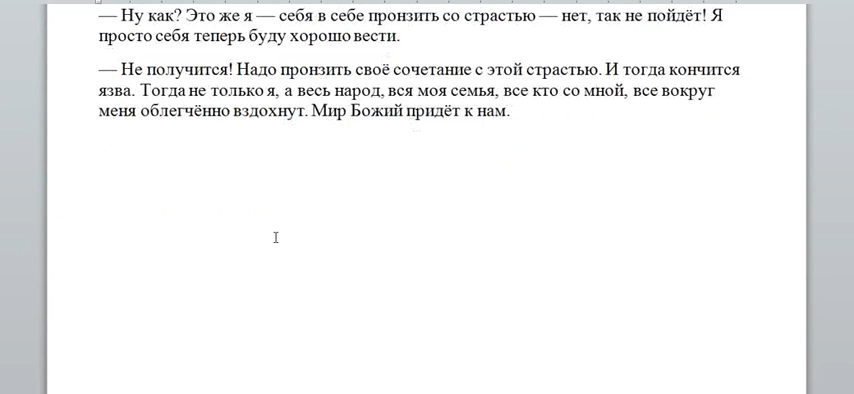 — Ну как? Это же я — себя в себе пронзить со страстью — нет, так не пойдёт! Я
просто себя теперь буду хорошо вести.
— Не получится! Надо пронзить своё сочетание с этой страстью. И тогда кончится
язва. Тогда не только я, а весь народ, вся моя семья, все кто со мной, все вокруг
меня облегчённо вздохнут. Мир Божий придёт к нам.